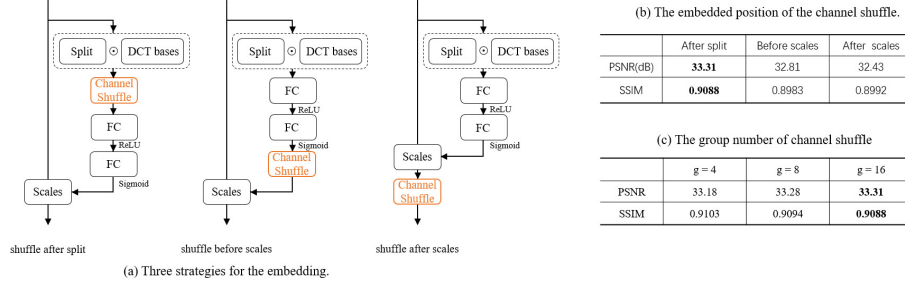 Split ⊙ DCT bases
Channel Shuffle
FC
ReLU
FC
Sigmoid
Scales
shuffle after split
Split ⊙ DCT bases
FC
ReLU
FC
Sigmoid
Channel Shuffle
Scales
shuffle before scales
Split ⊙ DCT bases
FC
ReLU
FC
Sigmoid
Scales
Channel Shuffle
shuffle after scales
(a) Three strategies for the embedding.
(b) The embedded position of the channel shuffle.
After split Before scales After scales
PSNR(dB) 33.31 32.81 32.43
SSIM 0.9088 0.8983 0.8992
(c) The group number of channel shuffle
g = 4 g = 8 g = 16
PSNR 33.18 33.28 33.31
SSIM 0.9103 0.9094 0.9088